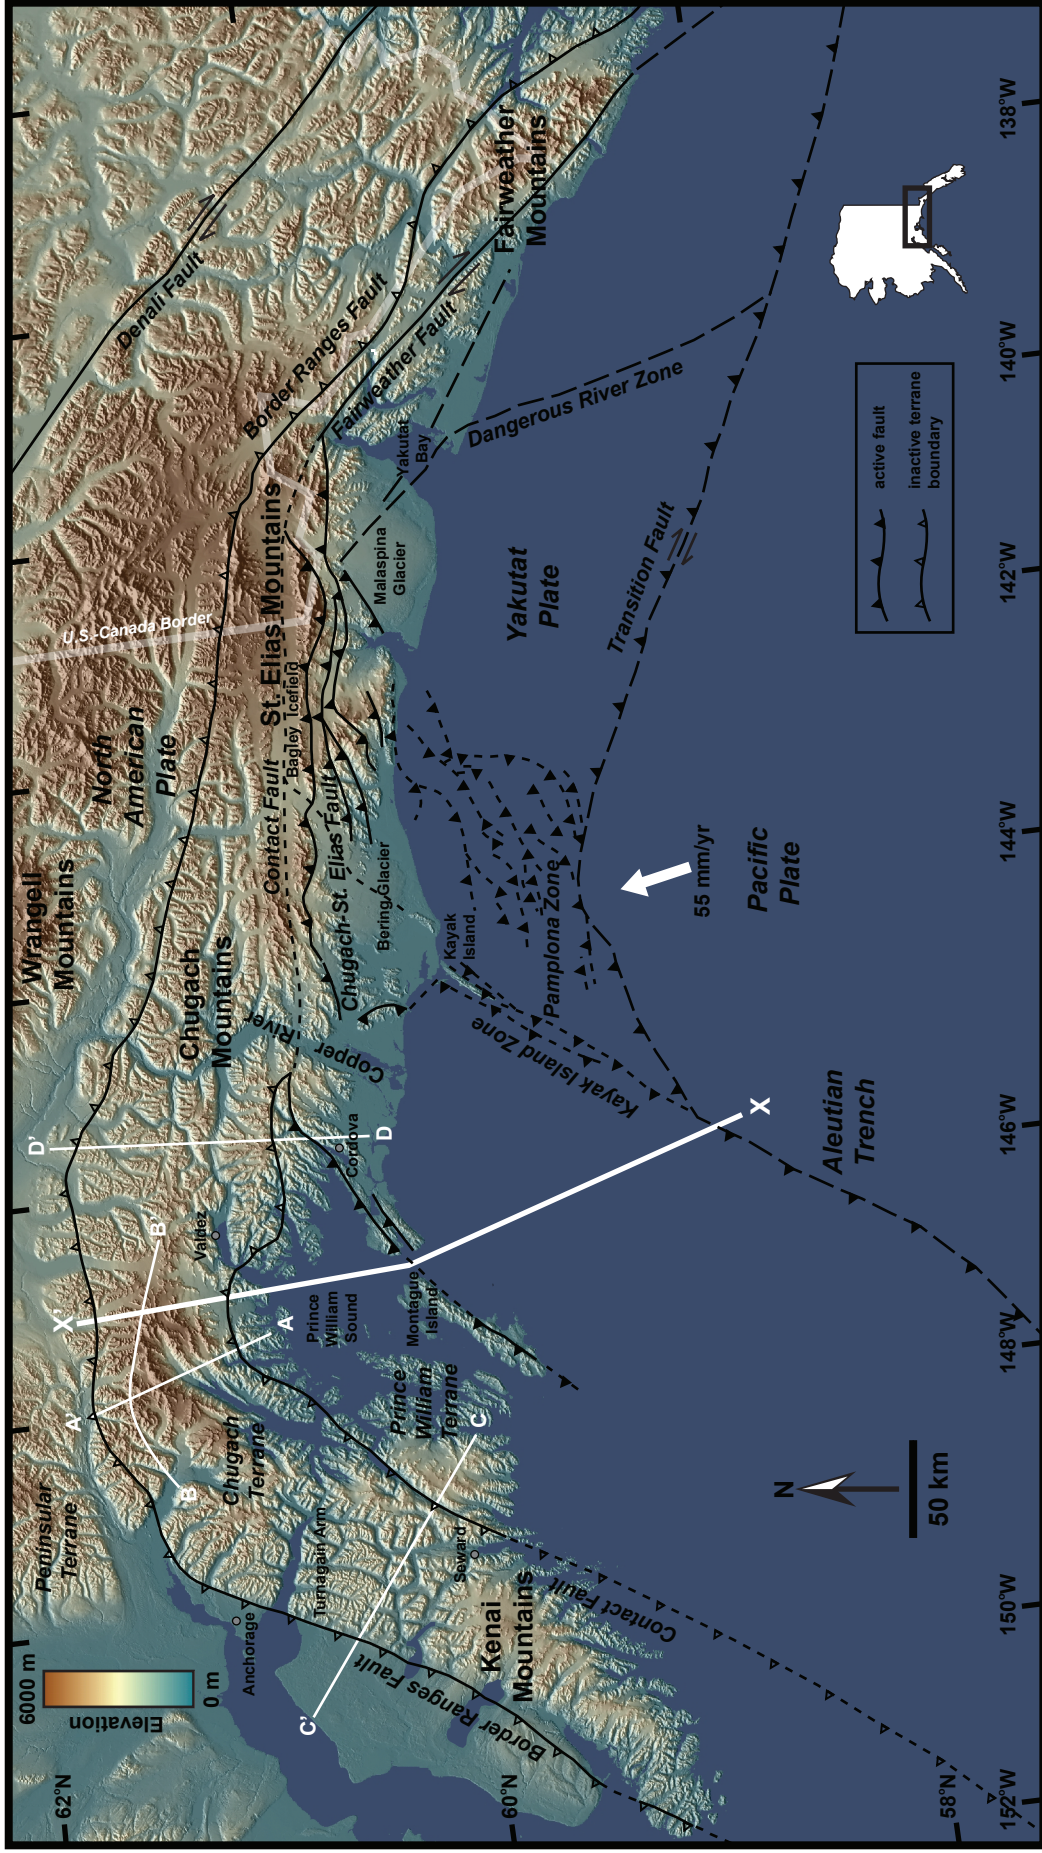 6000 m
0 m
Elevation
62°N
60°N
58°N
152°W
150°W
148°W
146°W
144°W
142°W
140°W
138°W
Peninsular
Terrane
Anchorage
Turnagain Arm
Chugach
Terrane
Seward
Kenai
Mountains
Border Ranges Fault
Contact Fault
Prince
William
Terrane
Prince
William
Sound
Montague
Island
Valdez
Cordova
Copper River
Chugach
Mountains
Wrangell
Mountains
North
American
Plate
U.S.-Canada Border
Contact Fault
Bagley Icefield
St. Elias Mountains
Chugach-St. Elias Fault
Bering Glacier
Kayak
Island
Kayak Island Zone
Pamplona Zone
Malaspina
Glacier
Yakutat
Bay
Denali Fault
Border Ranges Fault
Fairweather Fault
Fairweather
Mountains
Dangerous River Zone
Transition Fault
Yakutat
Plate
Pacific
Plate
55 mm/yr
Aleutian
Trench
A
A'
B
B'
C
C'
D
D'
X
X'
N
50 km
active fault
inactive terrane
boundary